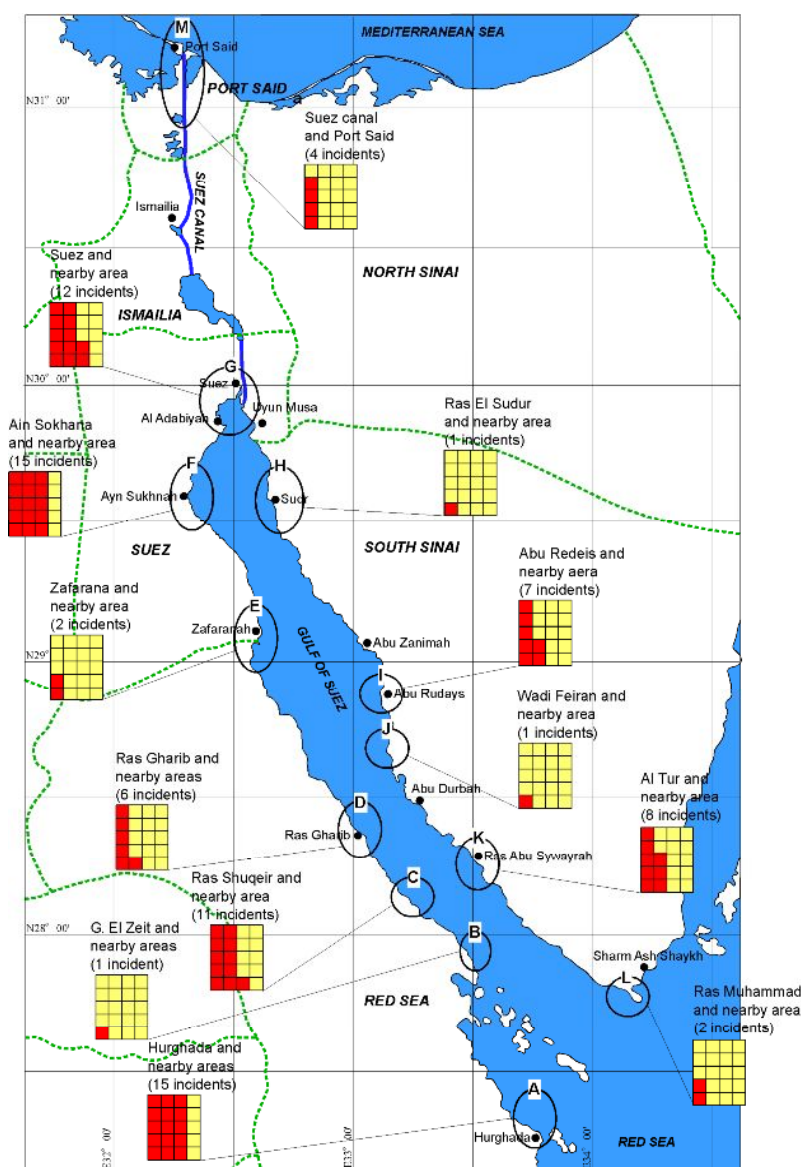 M
MEDITERRANEAN SEA
Port Said
PORT SAID
a
N31° 00'
Suez canal
and Port Said
(4 incidents)
Ismailia
SUEZ CANAL
Suez and
nearby area
(12 incidents)
NORTH SINAI
ISMAILIA
G
N30° 00'
Suez
Ras El Sudur
and nearby area
(1 incidents)
Al Adabiyah
Uyun Musa
Ain Sokhana
and nearby area
(15 incidents)
F
H
Ayn Sukhnah
Sudr
SUEZ
SOUTH SINAI
Abu Redeis and
nearby aera
(7 incidents)
Zafarana and
nearby area
(2 incidents)
E
Zafaranah
GULF OF SUEZ
Abu Zanimah
N29°
I
Abu Rudays
Wadi Feiran and
nearby area
(1 incidents)
J
Ras Gharib and
nearby areas
(6 incidents)
Abu Durbah
Al Tur and
nearby area
(8 incidents)
D
Ras Gharib
K
Ras Abu Sywayrah
Ras Shuqeir and
nearby area
(11 incidents)
C
G. El Zeit and
nearby areas
(1 incident)
N28° 00'
B
Sharm Ash Shaykh
L
Ras Muhammad
and nearby area
(2 incidents)
RED SEA
Hurghada and
nearby areas
(15 incidents)
A
Hurghada
E32°
E33°
E34° 00'
RED SEA